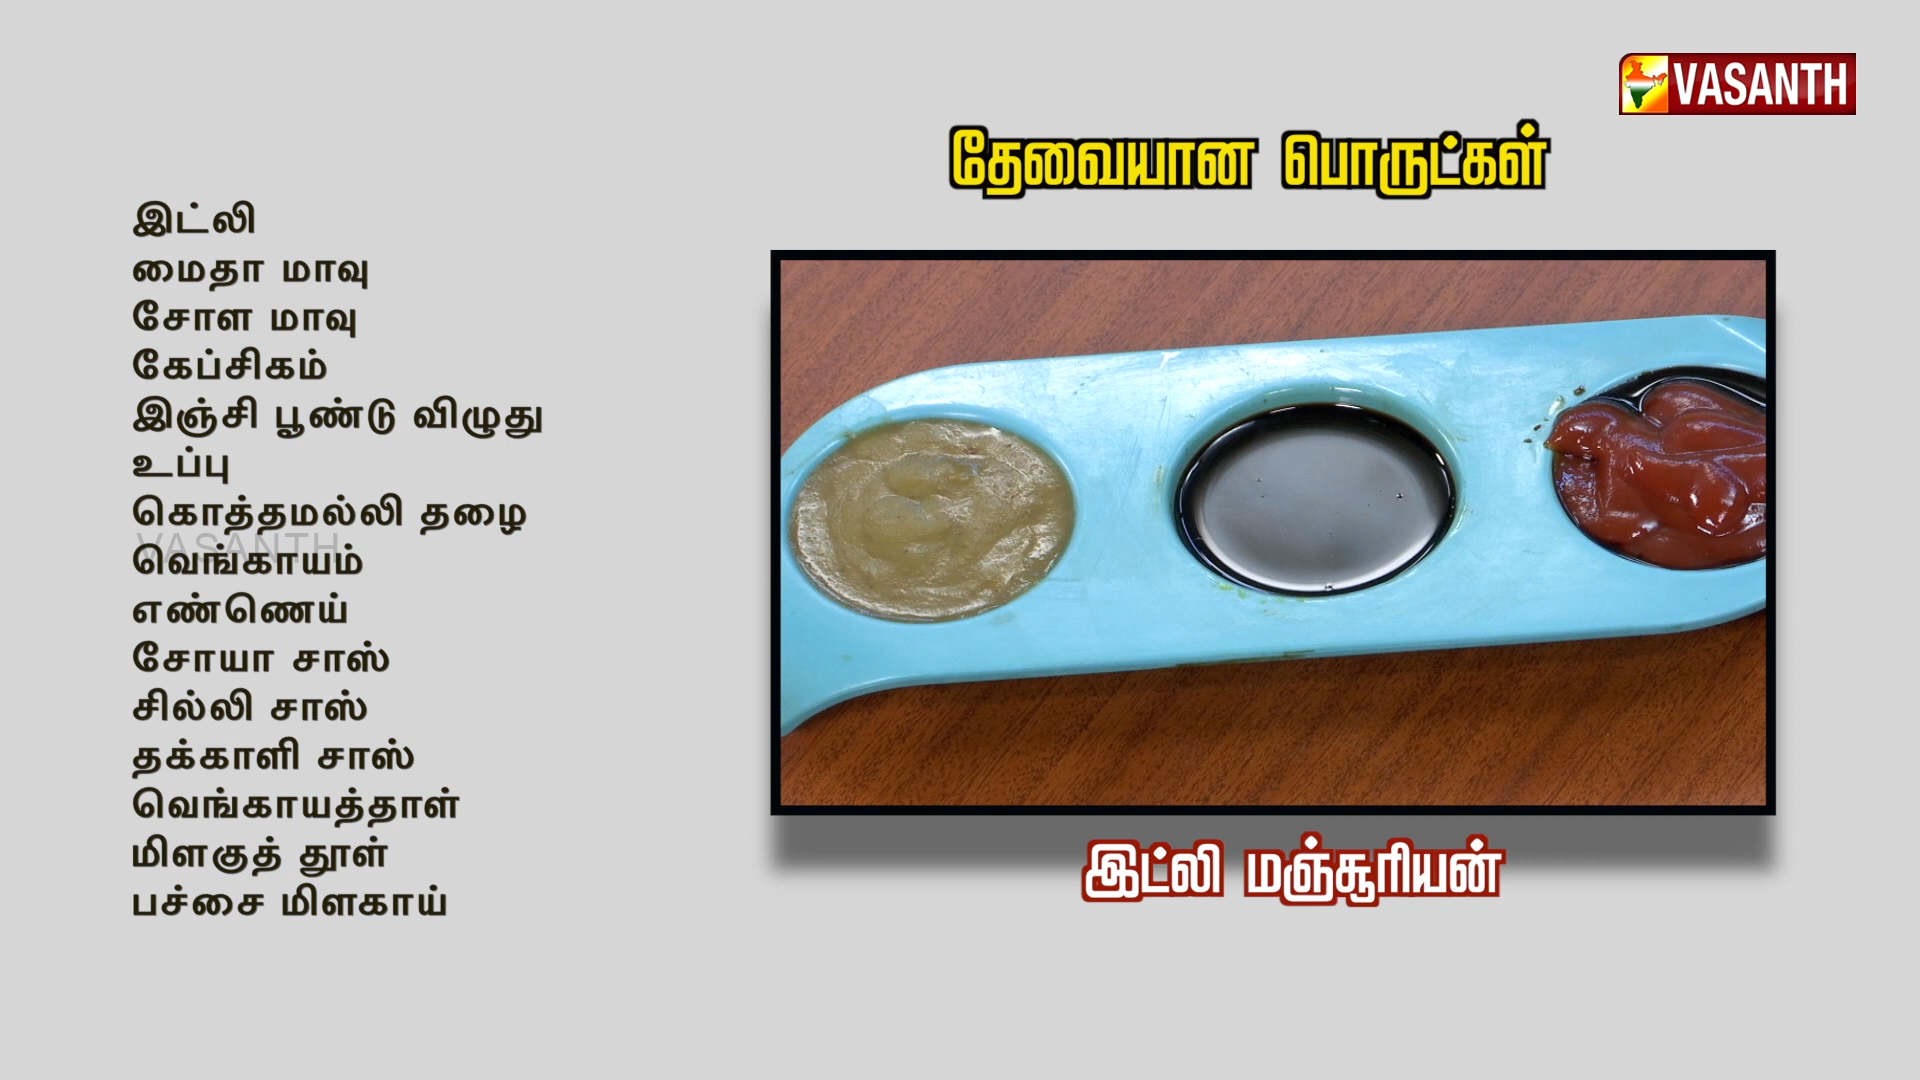 VASANTH
தேவையான பொருட்கள்
இட்லி
மைதா மாவு
சோள மாவு
கேப்சிகம்
இஞ்சி பூண்டு விழுது
உப்பு
கொத்தமல்லி தழை
VASANTH
வெங்காயம்
எண்ணெய்
சோயா சாஸ்
சில்லி சாஸ்
தக்காளி சாஸ்
வெங்காயத்தாள்
மிளகுத் தூள்
பச்சை மிளகாய்
இட்லி மஞ்சூரியன்